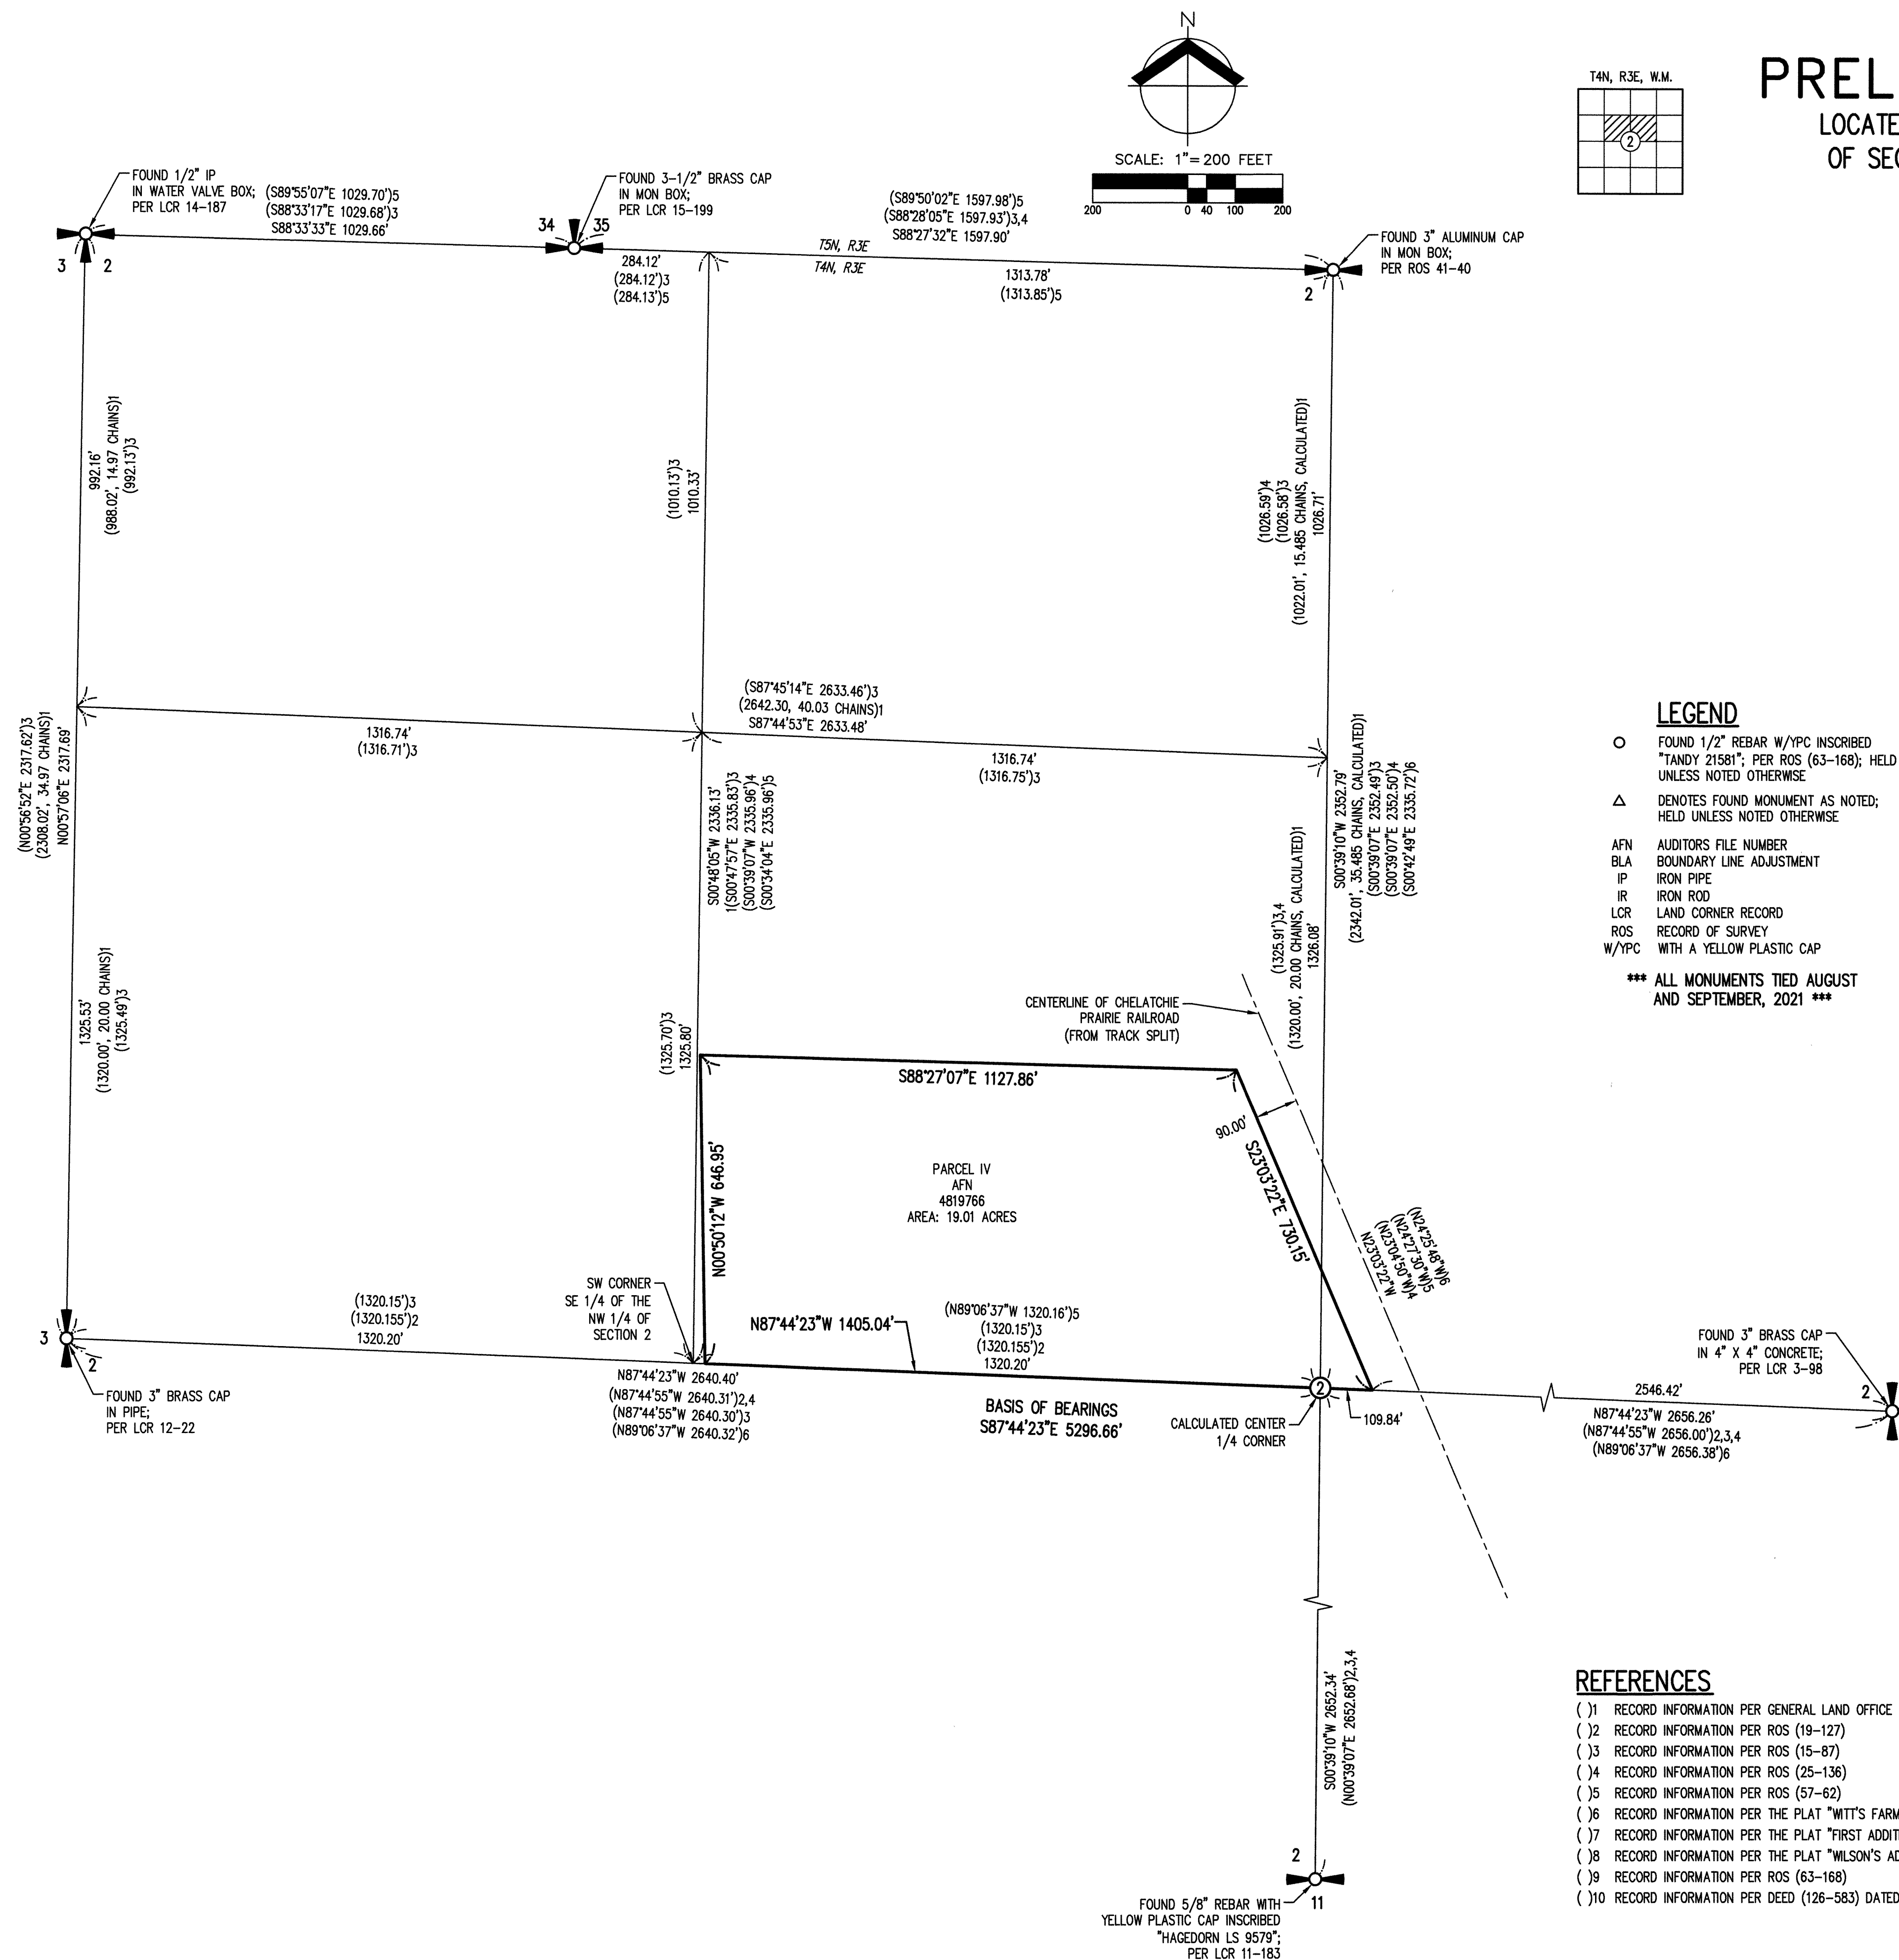 N
SCALE: 1"= 200 FEET
200 0 40 100 200
T4N, R3E, W.M.
2
PREL
LOCATE
OF SEC
FOUND 1/2" IP
IN WATER VALVE BOX;
PER LCR 14-187
(S89°55'07"E 1029.70')5
(S88°33'17"E 1029.68')3
S88°33'33"E 1029.66'
FOUND 3-1/2" BRASS CAP
IN MON BOX;
PER LCR 15-199
34 35
(S89°50'02"E 1597.98')5
(S88°28'05"E 1597.93')3,4
S88°27'32"E 1597.90'
T5N, R3E
T4N, R3E
284.12'
(284.12')3
(284.13')5
1313.78'
(1313.85')5
FOUND 3" ALUMINUM CAP
IN MON BOX;
PER ROS 41-40
3 2
2
992.16'
(988.02', 14.97 CHAINS)1
(992.13')3
(1010.13')3
1010.33'
(1026.59')4
(1026.58')3
(1022.01', 15.485 CHAINS, CALCULATED)1
1026.71'
(N00°56'52"E 2317.62')3
(2308.02', 34.97 CHAINS)1
N00°57'06"E 2317.69'
1316.74'
(1316.71')3
(S87°45'14"E 2633.46')3
(2642.30, 40.03 CHAINS)1
S87°44'53"E 2633.48'
1316.74'
(1316.75')3
S00°48'05"W 2336.13'
1(S00°47'57"E 2335.83')3
(S00°39'07"W 2335.96')4
(S00°34'04"E 2335.96')5
S00°39'10"W 2352.79'
(2342.01', 35.485 CHAINS, CALCULATED)1
(S00°39'07"E 2352.49')3
(S00°39'07"E 2352.50')4
(S00°42'49"E 2335.72')6
1325.53'
(1320.00', 20.00 CHAINS)1
(1325.49')3
(1325.70')3
1325.80'
(1325.91')3,4
(1320.00', 20.00 CHAINS, CALCULATED)1
1326.08'
CENTERLINE OF CHELATCHIE
PRAIRIE RAILROAD
(FROM TRACK SPLIT)
S88°27'07"E 1127.86'
90.00'
S23°03'22"E 730.15'
N00°50'12"W 646.95'
PARCEL IV
AFN
4819766
AREA: 19.01 ACRES
(N24°25'48"W)6
(N24°27'30"W)5
(N23°04'50"W)4
N23°03'22"W
SW CORNER
SE 1/4 OF THE
NW 1/4 OF
SECTION 2
(1320.15')3
(1320.155')2
1320.20'
N87°44'23"W 1405.04'
(N89°06'37"W 1320.16')5
(1320.15')3
(1320.155')2
1320.20'
3
2
FOUND 3" BRASS CAP
IN PIPE;
PER LCR 12-22
N87°44'23"W 2640.40'
(N87°44'55"W 2640.31')2,4
(N87°44'55"W 2640.30')3
(N89°06'37"W 2640.32')6
BASIS OF BEARINGS
S87°44'23"E 5296.66'
2
CALCULATED CENTER
1/4 CORNER
109.84'
2546.42'
N87°44'23"W 2656.26'
(N87°44'55"W 2656.00')2,3,4
(N89°06'37"W 2656.38')6
FOUND 3" BRASS CAP
IN 4" X 4" CONCRETE;
PER LCR 3-98
2
S00°39'10"W 2652.34'
(N00°39'07"E 2652.68')2,3,4
2
11
FOUND 5/8" REBAR WITH
YELLOW PLASTIC CAP INSCRIBED
"HAGEDORN LS 9579";
PER LCR 11-183
LEGEND
FOUND 1/2" REBAR W/YPC INSCRIBED
"TANDY 21581"; PER ROS (63-168); HELD
UNLESS NOTED OTHERWISE
DENOTES FOUND MONUMENT AS NOTED;
HELD UNLESS NOTED OTHERWISE
AFN AUDITORS FILE NUMBER
BLA BOUNDARY LINE ADJUSTMENT
IP IRON PIPE
IR IRON ROD
LCR LAND CORNER RECORD
ROS RECORD OF SURVEY
W/YPC WITH A YELLOW PLASTIC CAP
*** ALL MONUMENTS TIED AUGUST
AND SEPTEMBER, 2021 ***
REFERENCES
( )1 RECORD INFORMATION PER GENERAL LAND OFFICE
( )2 RECORD INFORMATION PER ROS (19-127)
( )3 RECORD INFORMATION PER ROS (15-87)
( )4 RECORD INFORMATION PER ROS (25-136)
( )5 RECORD INFORMATION PER ROS (57-62)
( )6 RECORD INFORMATION PER THE PLAT "WITT'S FARM
( )7 RECORD INFORMATION PER THE PLAT "FIRST ADDIT
( )8 RECORD INFORMATION PER THE PLAT "WILSON'S AD
( )9 RECORD INFORMATION PER ROS (63-168)
( )10 RECORD INFORMATION PER DEED (126-583) DATED